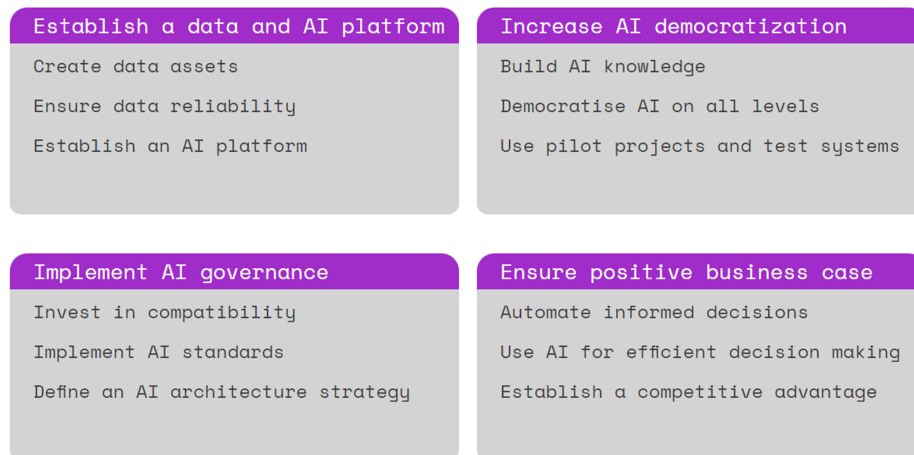 Establish a data and AI platform
Create data assets
Ensure data reliability
Establish an AI platform
Increase AI democratization
Build AI knowledge
Democratise AI on all levels
Use pilot projects and test systems
Implement AI governance
Invest in compatibility
Implement AI standards
Define an AI architecture strategy
Ensure positive business case
Automate informed decisions
Use AI for efficient decision making
Establish a competitive advantage